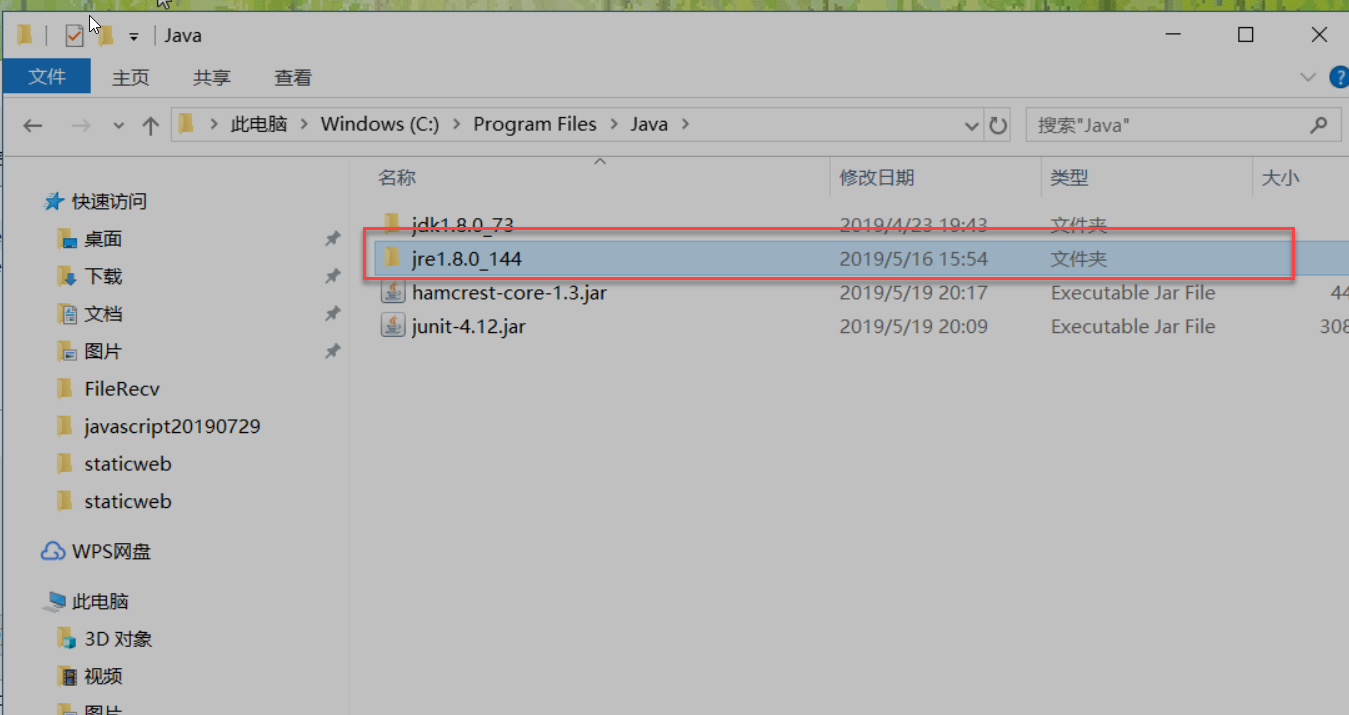 Java
文件 主页 共享 查看
此电脑 Windows (C:) Program Files Java 搜索"Java"
名称 修改日期 类型 大小
快速访问
桌面
下载
文档
图片
FileRecv
javascript20190729
staticweb
staticweb
WPS网盘
此电脑
3D 对象
视频
图片
jdk1.8.0_73 2019/4/23 19:43 文件夹
jre1.8.0_144 2019/5/16 15:54 文件夹
hamcrest-core-1.3.jar 2019/5/19 20:17 Executable Jar File 44
junit-4.12.jar 2019/5/19 20:09 Executable Jar File 308